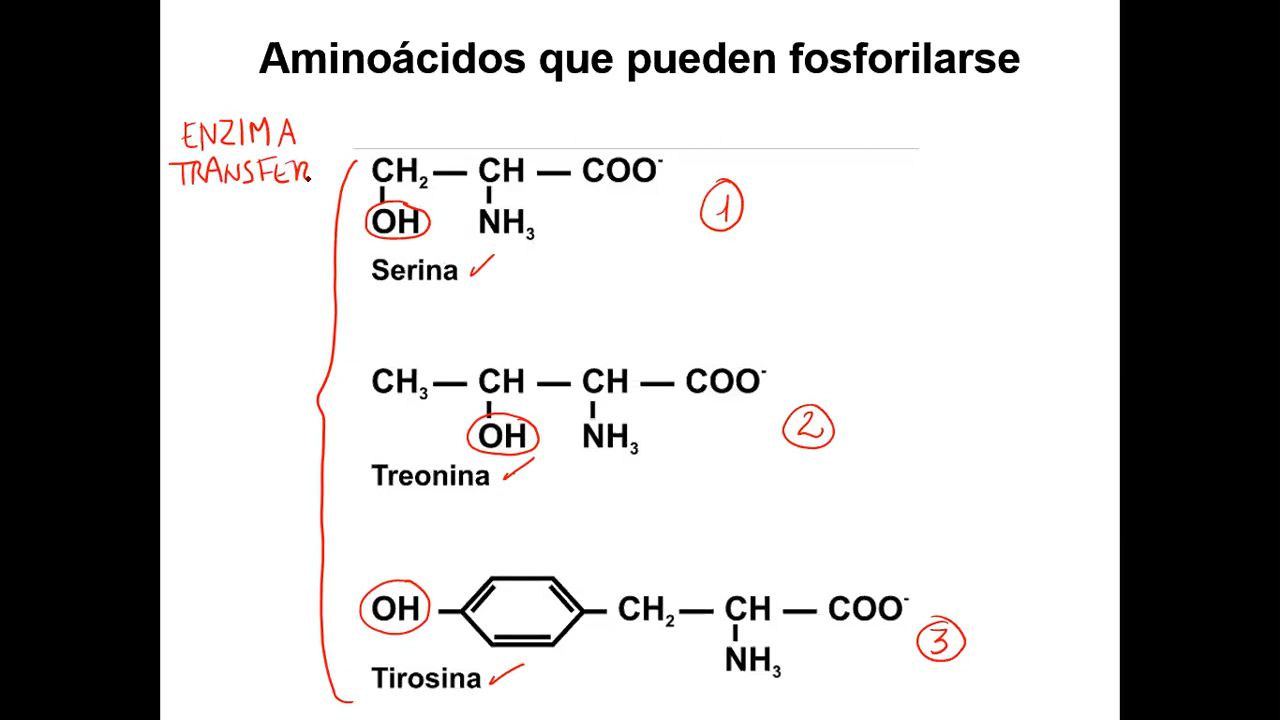 Aminoácidos que pueden fosforilarse
ENZIMA
TRANSFER
CH₂ — CH — COO⁻
OH NH₃
1
Serina
CH₃ — CH — CH — COO⁻
OH NH₃
2
Treonina
OH CH₂ — CH — COO⁻
NH₃
3
Tirosina